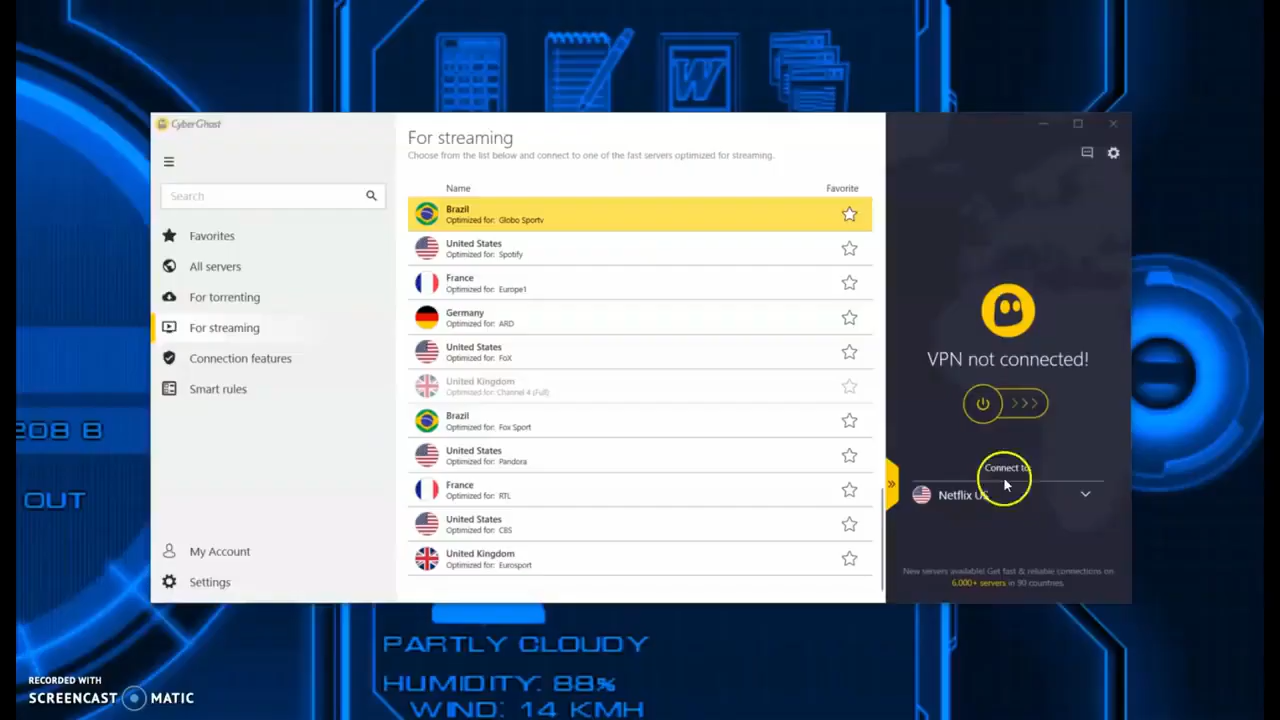 CyberGhost
Search
Favorites
All servers
For torrenting
For streaming
Connection features
Smart rules
My Account
Settings
For streaming
Choose from the list below and connect to one of the fast servers optimized for streaming.
Name Favorite
Brazil
Optimized for: Globo Sportv
United States
Optimized for: Spotify
France
Optimized for: Europe1
Germany
Optimized for: ARD
United States
Optimized for: FoX
United Kingdom
Optimized for: Channel 4 (Full)
Brazil
Optimized for: Fox Sport
United States
Optimized for: Pandora
France
Optimized for: RTL
United States
Optimized for: CBS
United Kingdom
Optimized for: Eurosport
VPN not connected!
Connect to
Netflix US
New servers available! Get fast & reliable connections on
6,000+ servers in 90 countries.
W
208 B
OUT
PARTLY CLOUDY
HUMIDITY: 88%
WIND: 14 KMH
RECORDED WITH
SCREENCAST MATIC